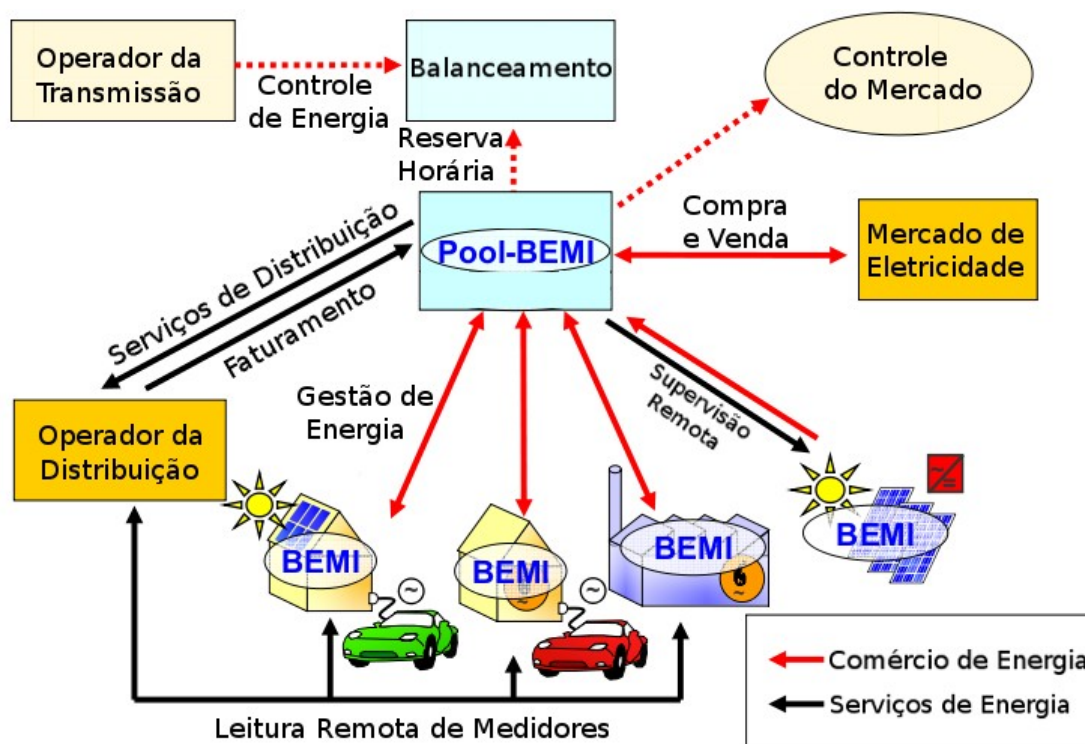 Operador da
Transmissão
Controle
de Energia
Balanceamento
Controle
do Mercado
Reserva
Horária
Pool-BEMI
Compra
e Venda
Mercado de
Eletricidade
Serviços de Distribuição
Faturamento
Gestão de
Energia
Supervisão
Remota
Operador da
Distribuição
BEMI
BEMI
BEMI
BEMI
~
~
~
~
~
=
Leitura Remota de Medidores
Comércio de Energia
Serviços de Energia